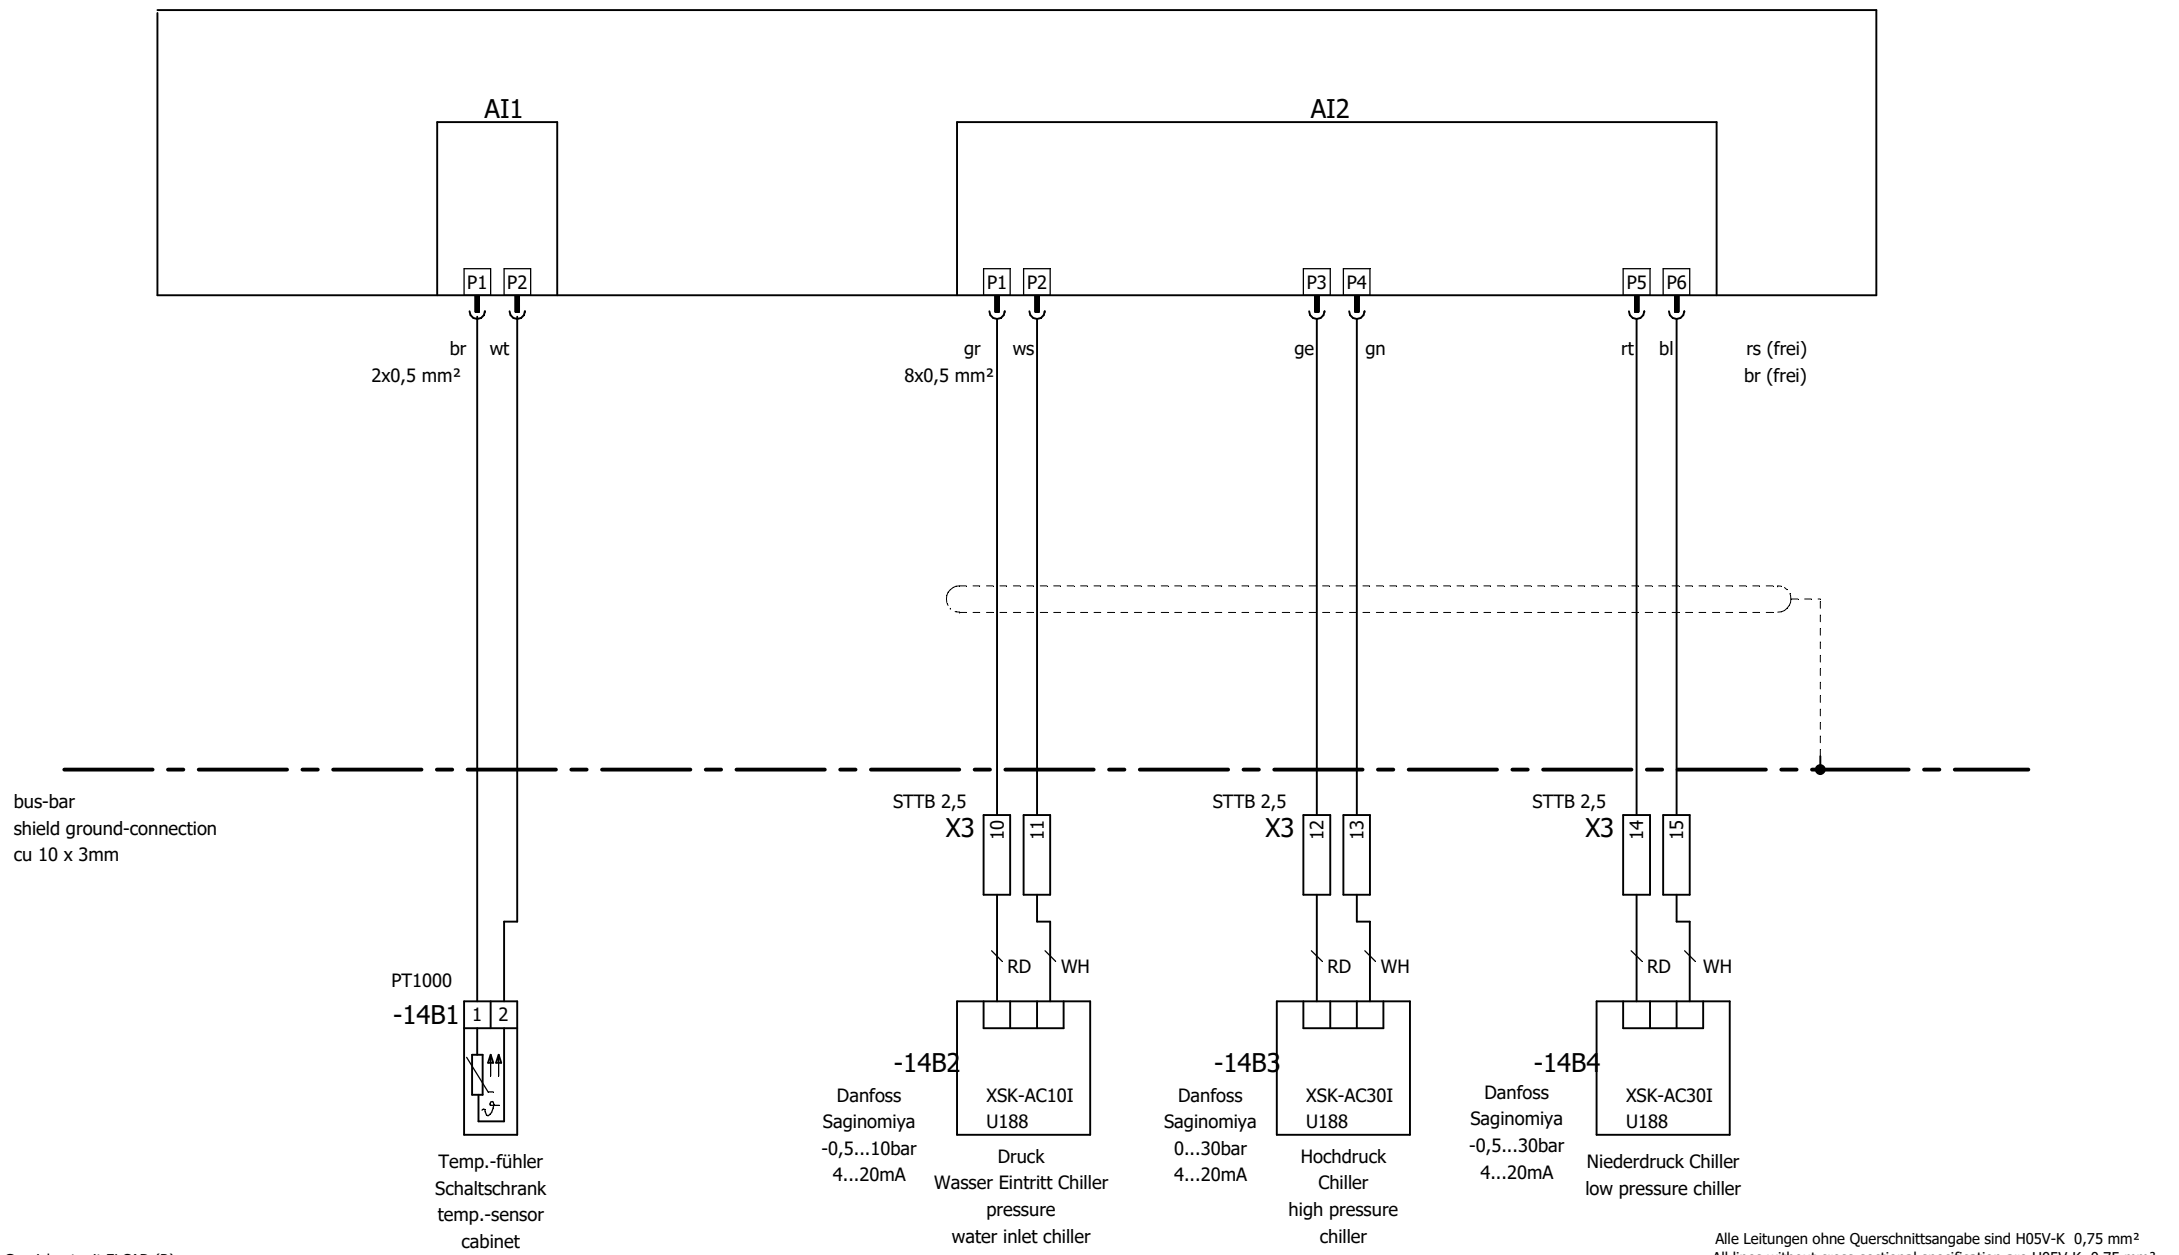 AI1
AI2
P1 P2
P1 P2
P3 P4
P5 P6
br wt
2x0,5 mm²
gr ws
8x0,5 mm²
ge gn
rt bl
rs (frei)
br (frei)
bus-bar
shield ground-connection
cu 10 x 3mm
STTB 2,5
X3 10 11
STTB 2,5
X3 12 13
STTB 2,5
X3 14 15
RD WH
RD WH
RD WH
PT1000
-14B1 1 2
ϑ
Temp.-fühler
Schaltschrank
temp.-sensor
cabinet
-14B2
Danfoss
Saginomiya
-0,5...10bar
4...20mA
XSK-AC10I
U188
Druck
Wasser Eintritt Chiller
pressure
water inlet chiller
-14B3
Danfoss
Saginomiya
0...30bar
4...20mA
XSK-AC30I
U188
Hochdruck
Chiller
high pressure
chiller
-14B4
Danfoss
Saginomiya
-0,5...30bar
4...20mA
XSK-AC30I
U188
Niederdruck Chiller
low pressure chiller
Alle Leitungen ohne Querschnittsangabe sind H05V-K 0,75 mm²